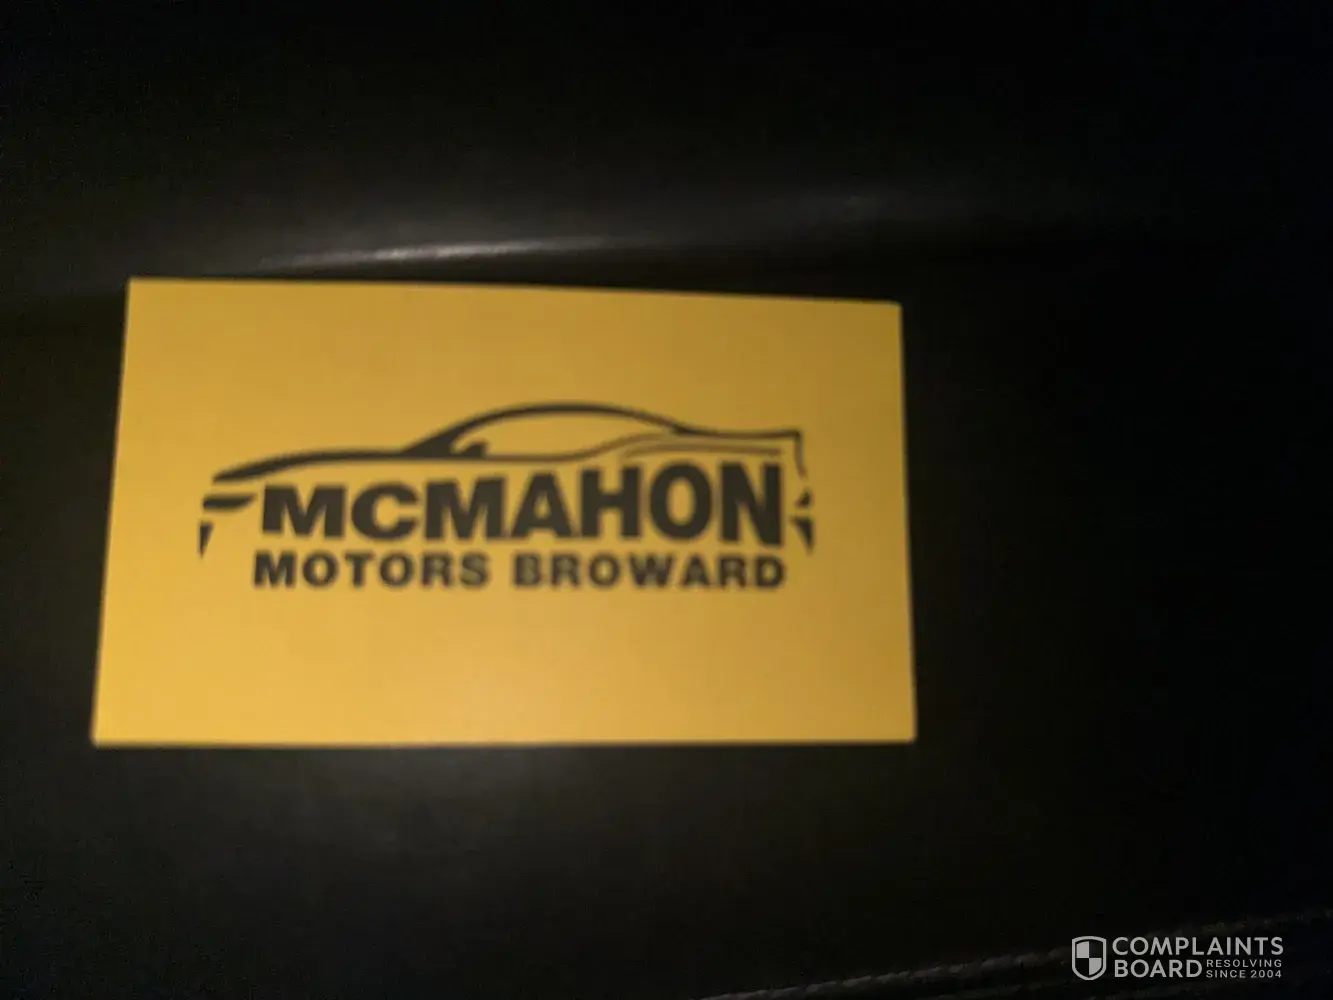 MCMAHON
MOTORS BROWARD
COMPLAINTS
BOARD RESOLVING
SINCE 2004